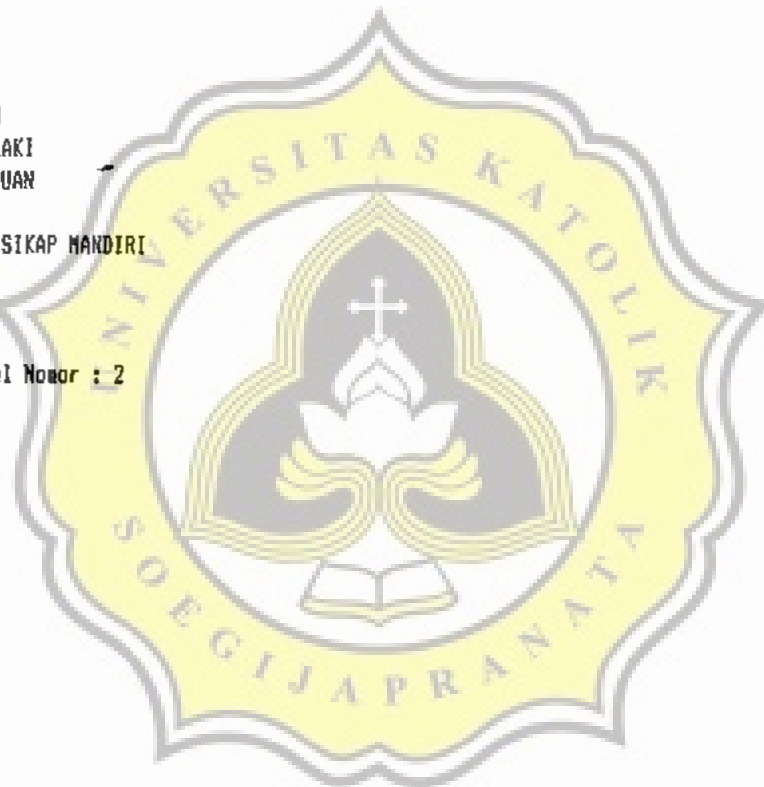 AKI
UAN
SIKAP MANDIRI
l Nomor : 2
UNIVERSITAS KATOLIK
SOEGIJAPRANATA